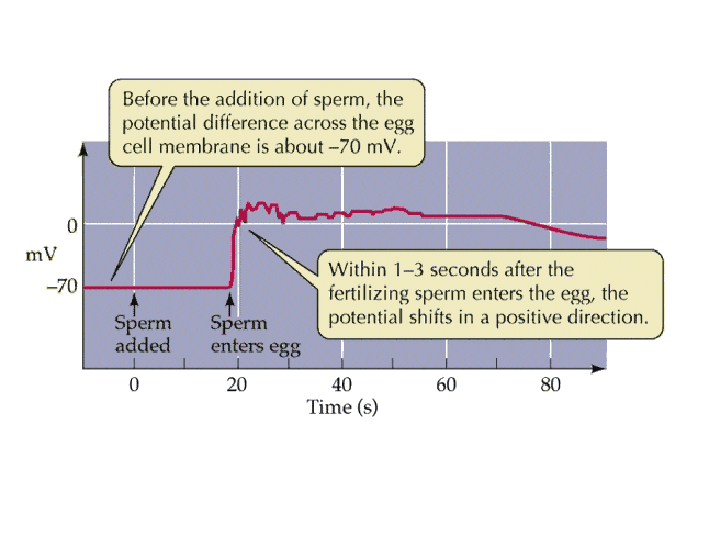 Before the addition of sperm, the
potential difference across the egg
cell membrane is about –70 mV.
0
mV
–70
Within 1–3 seconds after the
fertilizing sperm enters the egg, the
potential shifts in a positive direction.
Sperm
added
Sperm
enters egg
0 20 40 60 80
Time (s)